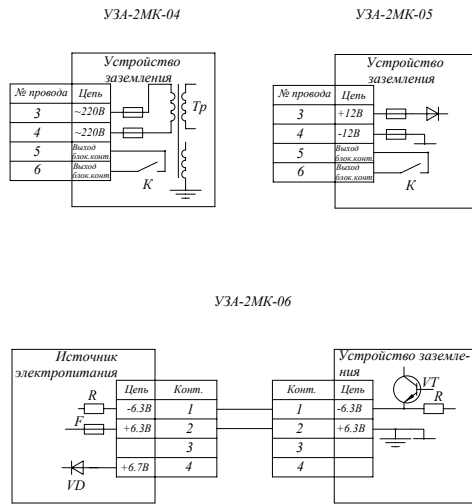 УЗА-2МК-04
Устройство
заземления
№ провода Цепь
3 ~220В
4 ~220В
5 Выход
блок.конт.
6 Выход
блок.конт
Тр
К
УЗА-2МК-05
Устройство
заземления
№ провода Цепь
3 +12В
4 -12В
5 Выход
блок.конт.
6 Выход
блок.конт
К
УЗА-2МК-06
Источник
электропитания
Цепь Конт.
R -6.3В 1
F +6.3В 2
3
+6.7В 4
VD
Устройство заземле-
ния
Конт. Цепь
1 -6.3В
2 +6.3В
3
4
VT
R